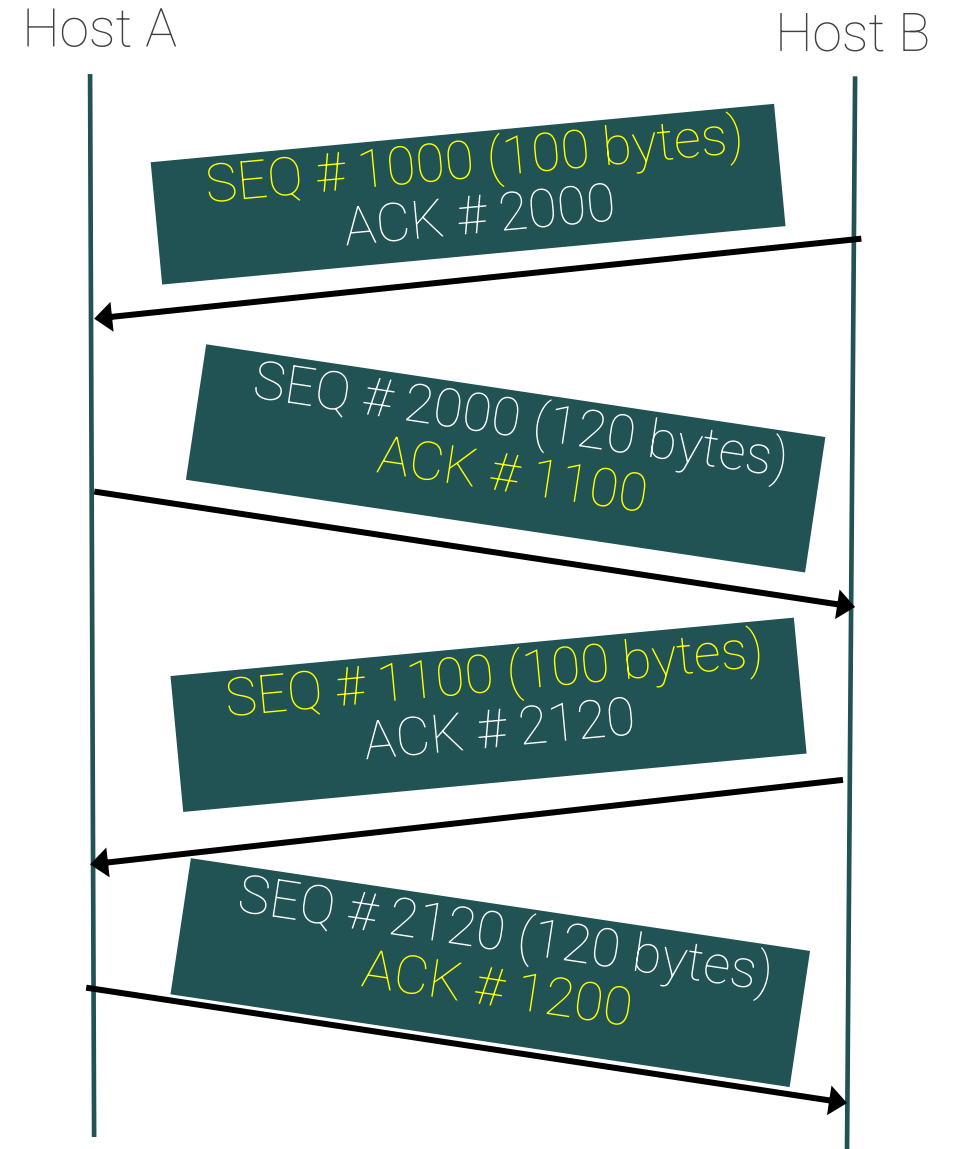 Host A
Host B
SEQ # 1000 (100 bytes)
ACK # 2000
SEQ # 2000 (120 bytes)
ACK # 1100
SEQ # 1100 (100 bytes)
ACK # 2120
SEQ # 2120 (120 bytes)
ACK # 1200